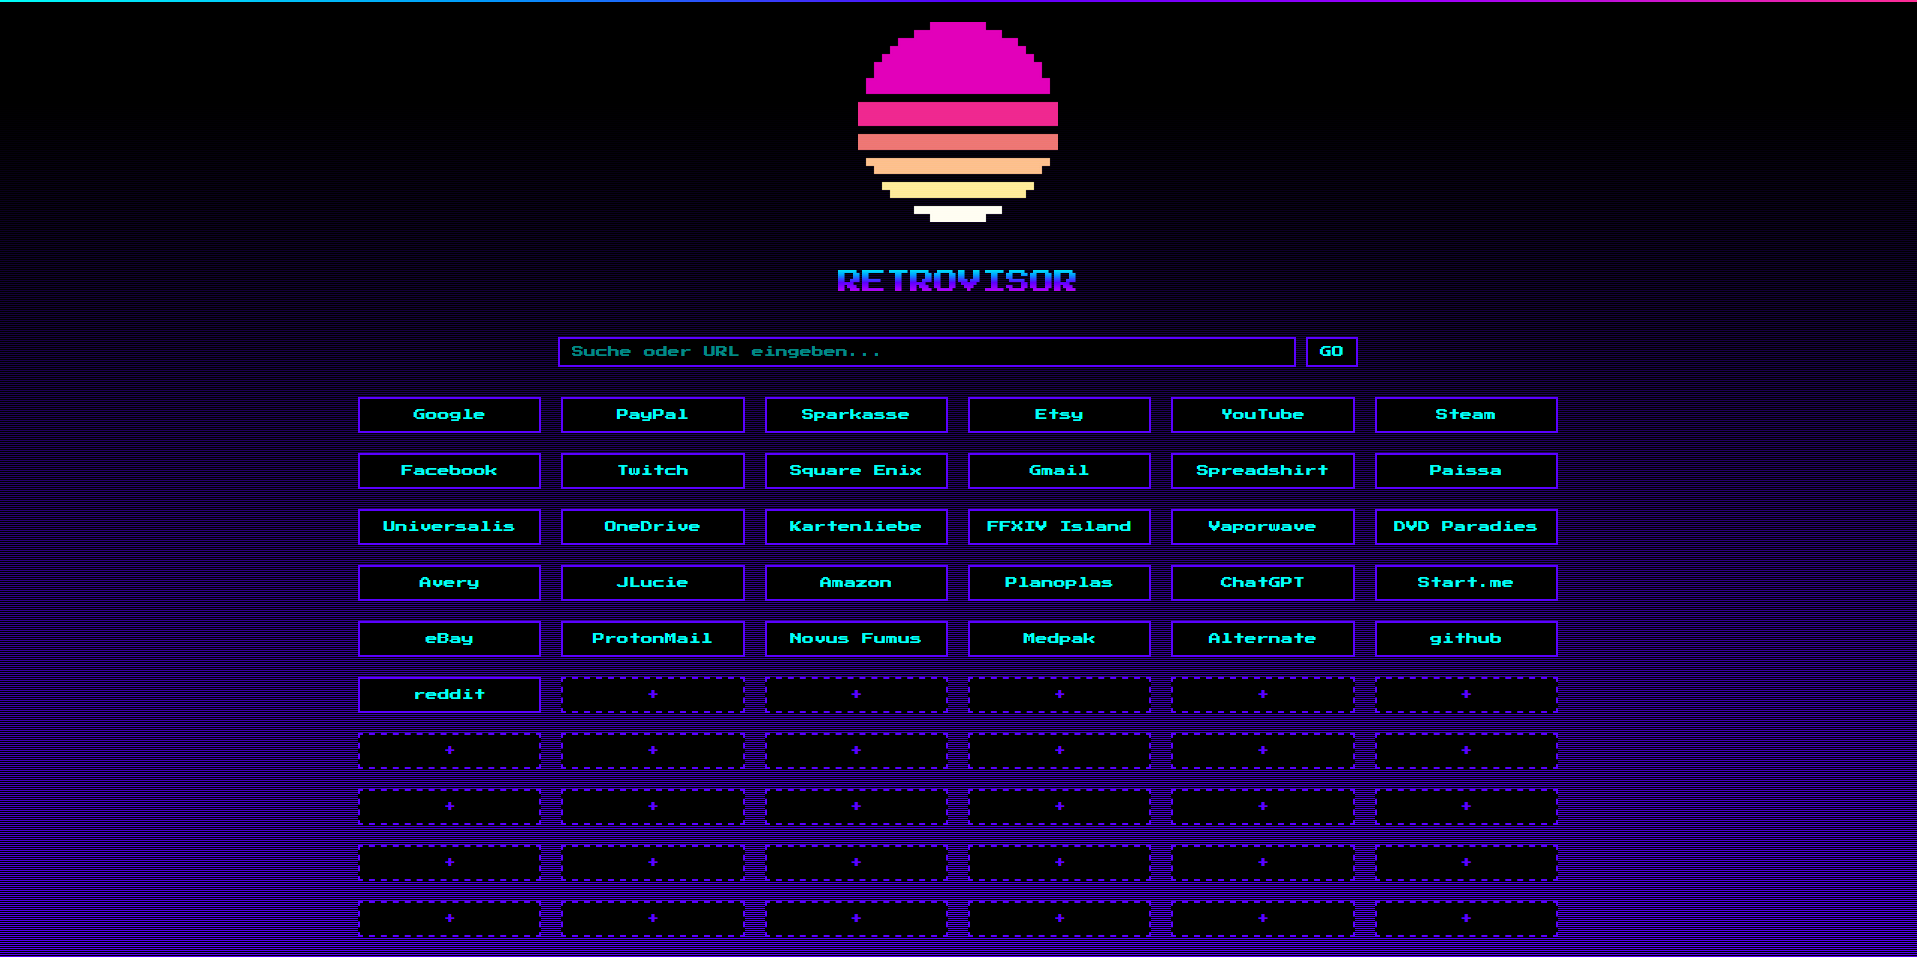 RETROVISOR
Suche oder URL eingeben... GO
Google PayPal Sparkasse Etsy YouTube Steam
Facebook Twitch Square Enix Gmail Spreadshirt Paissa
Universalis OneDrive Kartenliebe FFXIV Island Vaporwave DVD Paradies
Avery JLucie Amazon Planoplas ChatGPT Start.me
eBay ProtonMail Novus Fumus Medpak Alternate github
reddit + + + + +
+ + + + + +
+ + + + + +
+ + + + + +
+ + + + + +